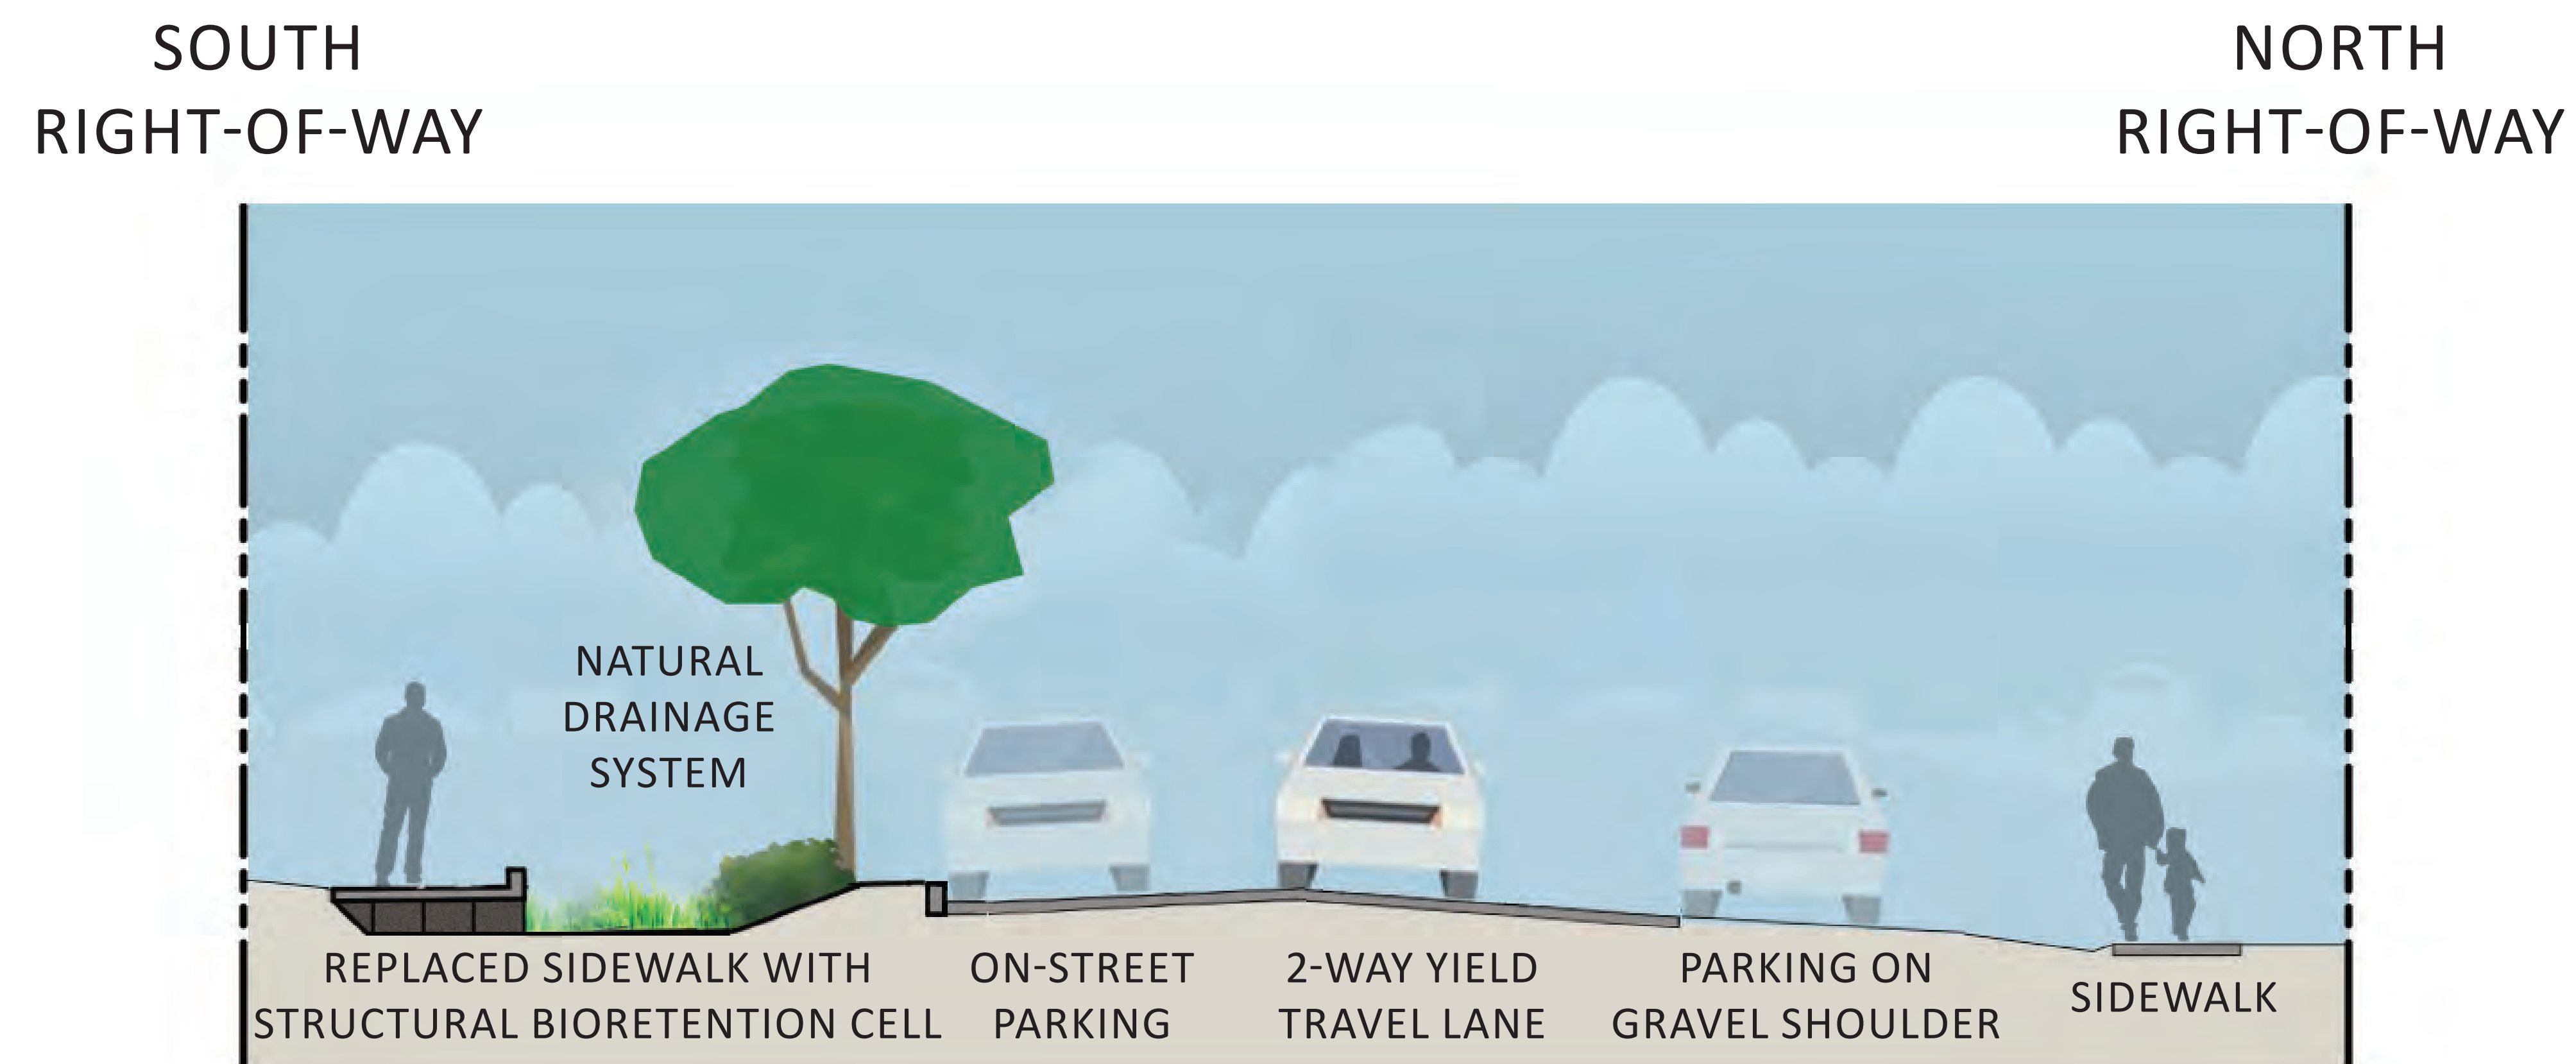 SOUTH
RIGHT-OF-WAY
NORTH
RIGHT-OF-WAY
NATURAL
DRAINAGE
SYSTEM
REPLACED SIDEWALK WITH
STRUCTURAL BIORETENTION CELL
ON-STREET
PARKING
2-WAY YIELD
TRAVEL LANE
PARKING ON
GRAVEL SHOULDER
SIDEWALK